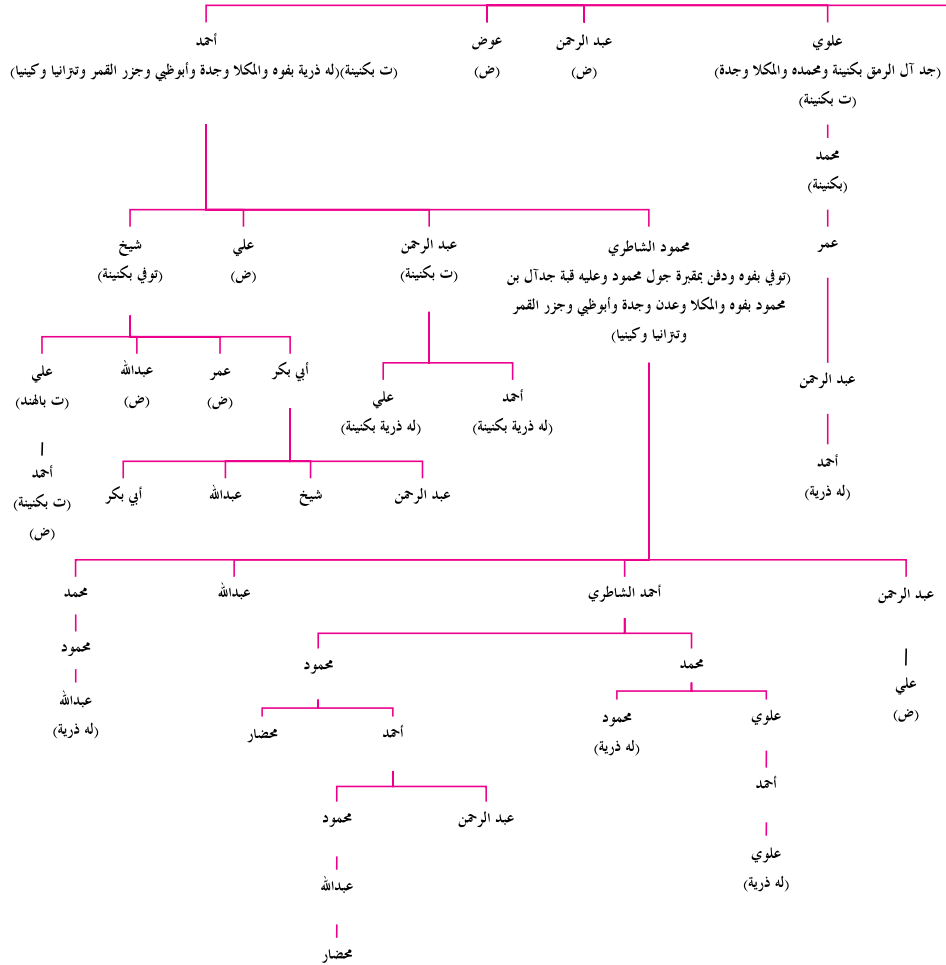 علوي
(جد آل الرمق بكنينة ومحمده والمكلا وجدة)
(ت بكنينة)
عبد الرحمن
(ض)
عوض
(ض)
أحمد
(ت بكنينة)(له ذرية بفوه والمكلا وجدة وأبوظبي وجزر القمر وتنزانيا وكينيا)
محمد
(بكنينة)
عمر
عبد الرحمن
أحمد
(له ذرية)
محمود الشاطري
(توفي بفوه ودفن بمقبرة جول محمود وعليه قبة جدآل بن
محمود بفوه والمكلا وعدن وجدة وأبوظبي وجزر القمر
وتنزانيا وكينيا)
عبد الرحمن
(ت بكنينة)
علي
(ض)
شيخ
(توفي بكنينة)
أحمد
(له ذرية بكنينة)
علي
(له ذرية بكنينة)
أبي بكر
عمر
(ض)
عبدالله
(ض)
علي
(ت بالهند)
عبد الرحمن
شيخ
عبدالله
أبي بكر
أحمد
(ت بكنينة)
(ض)
عبد الرحمن
أحمد الشاطري
عبدالله
محمد
علي
(ض)
محمد
محمود
محمود
عبدالله
(له ذرية)
علوي
محمود
(له ذرية)
أحمد
محضار
أحمد
علوي
(له ذرية)
عبد الرحمن
محمود
عبدالله
محضار